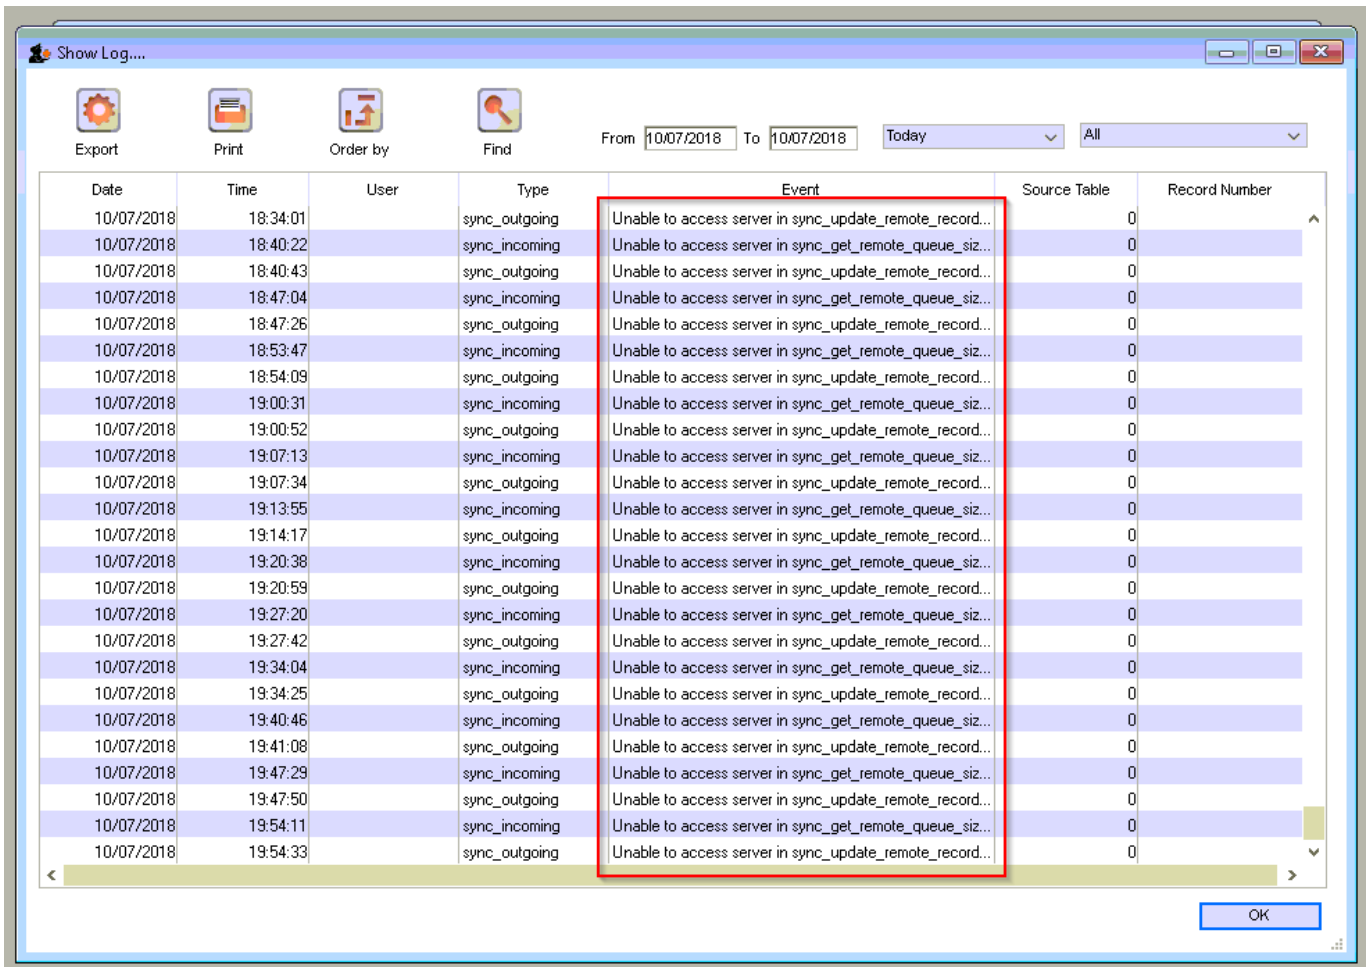 Show Log....
Export Print Order by Find From 10/07/2018 To 10/07/2018 Today All
Date Time User Type Event Source Table Record Number
10/07/2018 18:34:01 sync_outgoing Unable to access server in sync_update_remote_record... 0
10/07/2018 18:40:22 sync_incoming Unable to access server in sync_get_remote_queue_siz... 0
10/07/2018 18:40:43 sync_outgoing Unable to access server in sync_update_remote_record... 0
10/07/2018 18:47:04 sync_incoming Unable to access server in sync_get_remote_queue_siz... 0
10/07/2018 18:47:26 sync_outgoing Unable to access server in sync_update_remote_record... 0
10/07/2018 18:53:47 sync_incoming Unable to access server in sync_get_remote_queue_siz... 0
10/07/2018 18:54:09 sync_outgoing Unable to access server in sync_update_remote_record... 0
10/07/2018 19:00:31 sync_incoming Unable to access server in sync_get_remote_queue_siz... 0
10/07/2018 19:00:52 sync_outgoing Unable to access server in sync_update_remote_record... 0
10/07/2018 19:07:13 sync_incoming Unable to access server in sync_get_remote_queue_siz... 0
10/07/2018 19:07:34 sync_outgoing Unable to access server in sync_update_remote_record... 0
10/07/2018 19:13:55 sync_incoming Unable to access server in sync_get_remote_queue_siz... 0
10/07/2018 19:14:17 sync_outgoing Unable to access server in sync_update_remote_record... 0
10/07/2018 19:20:38 sync_incoming Unable to access server in sync_get_remote_queue_siz... 0
10/07/2018 19:20:59 sync_outgoing Unable to access server in sync_update_remote_record... 0
10/07/2018 19:27:20 sync_incoming Unable to access server in sync_get_remote_queue_siz... 0
10/07/2018 19:27:42 sync_outgoing Unable to access server in sync_update_remote_record... 0
10/07/2018 19:34:04 sync_incoming Unable to access server in sync_get_remote_queue_siz... 0
10/07/2018 19:34:25 sync_outgoing Unable to access server in sync_update_remote_record... 0
10/07/2018 19:40:46 sync_incoming Unable to access server in sync_get_remote_queue_siz... 0
10/07/2018 19:41:08 sync_outgoing Unable to access server in sync_update_remote_record... 0
10/07/2018 19:47:29 sync_incoming Unable to access server in sync_get_remote_queue_siz... 0
10/07/2018 19:47:50 sync_outgoing Unable to access server in sync_update_remote_record... 0
10/07/2018 19:54:11 sync_incoming Unable to access server in sync_get_remote_queue_siz... 0
10/07/2018 19:54:33 sync_outgoing Unable to access server in sync_update_remote_record... 0
OK